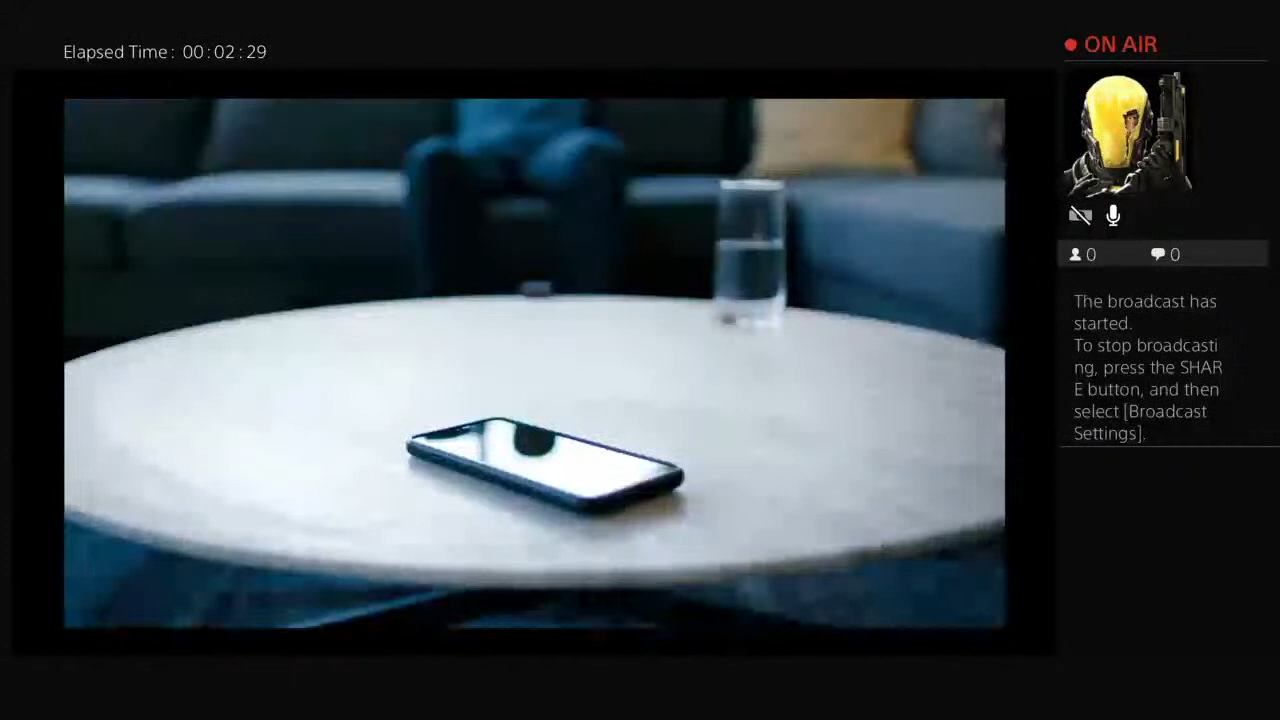 Elapsed Time: 00:02:29
ON AIR
0 0
The broadcast has
started.
To stop broadcasti
ng, press the SHAR
E button, and then
select [Broadcast
Settings].